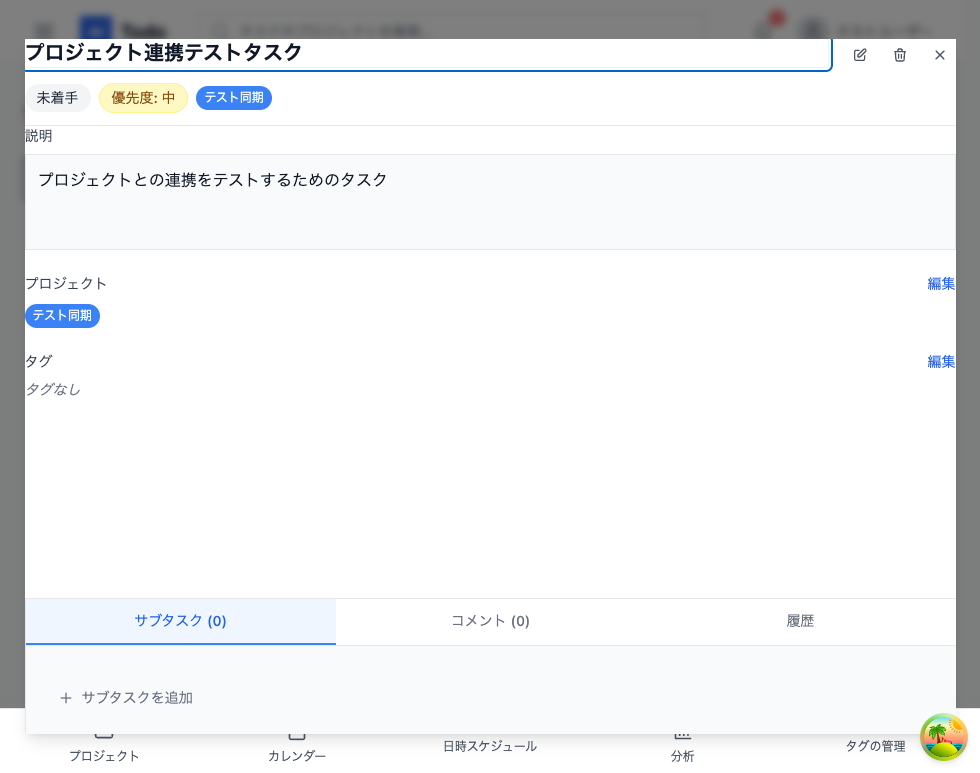 Todo
プロジェクト連携テストタスク
未着手 優先度: 中 テスト同期
説明
プロジェクトとの連携をテストするためのタスク
プロジェクト 編集
テスト同期
タグ 編集
タグなし
サブタスク (0) コメント (0) 履歴
サブタスクを追加
プロジェクト カレンダー 日時スケジュール 分析 タグの管理